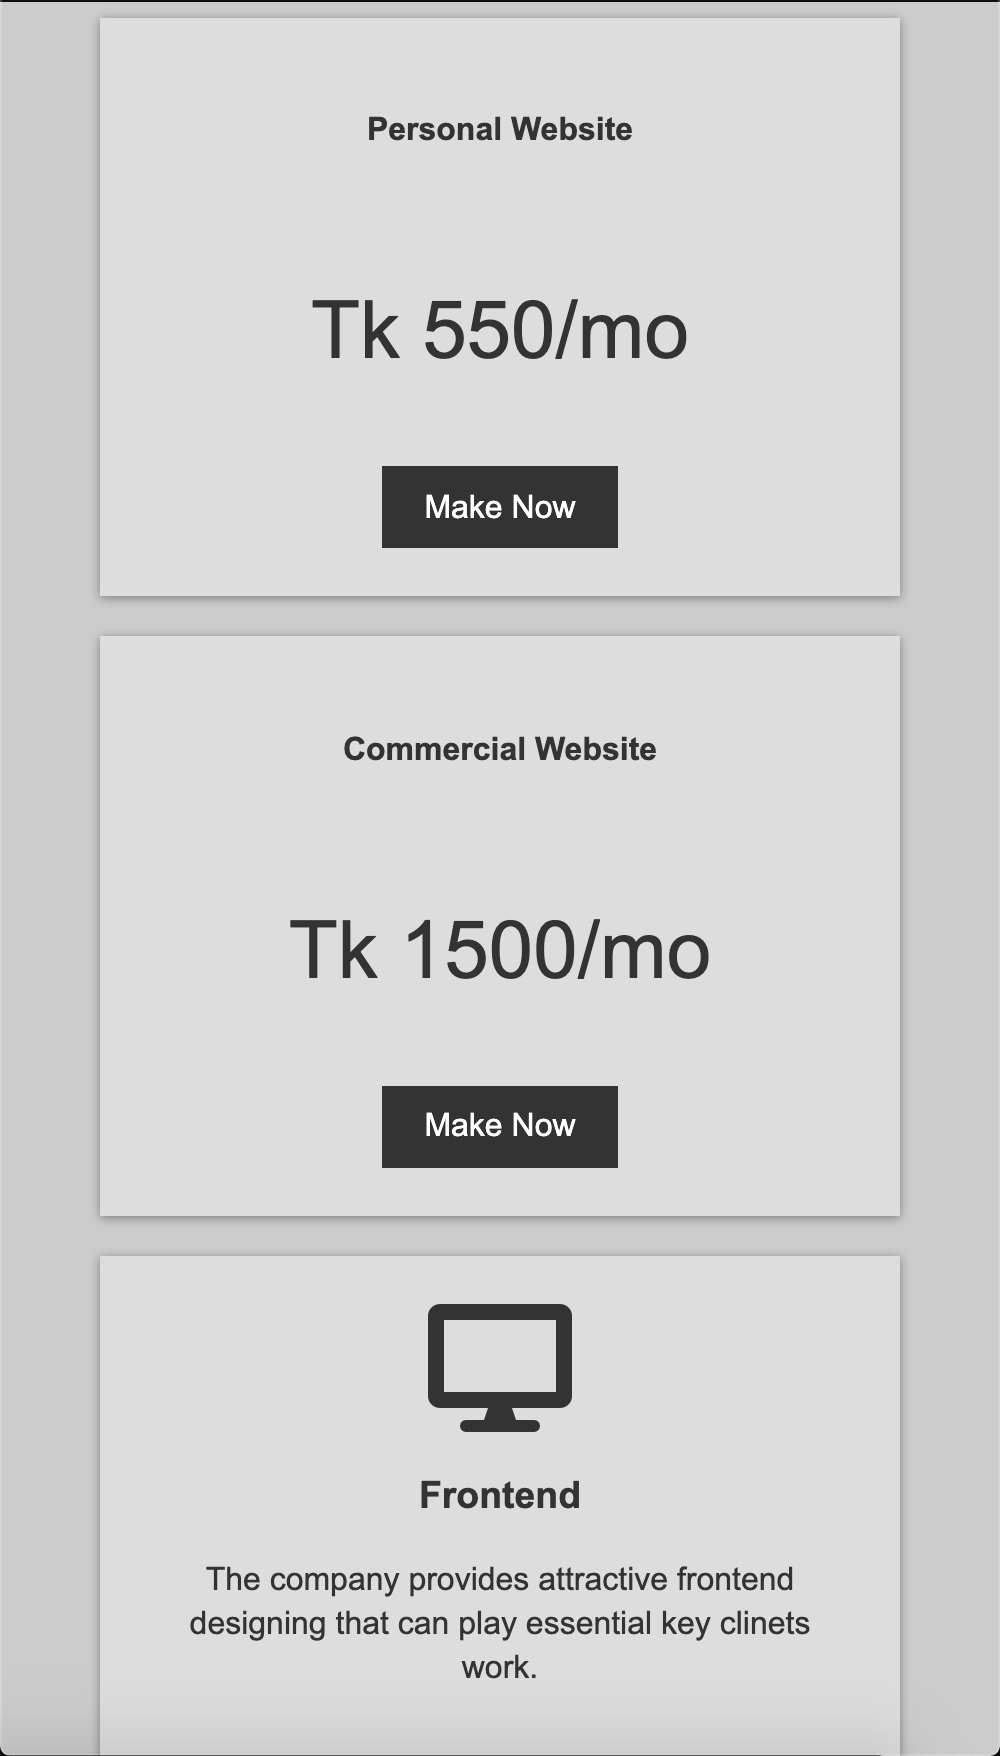 Personal Website
Tk 550/mo
Make Now
Commercial Website
Tk 1500/mo
Make Now
Frontend
The company provides attractive frontend
designing that can play essential key clinets
work.